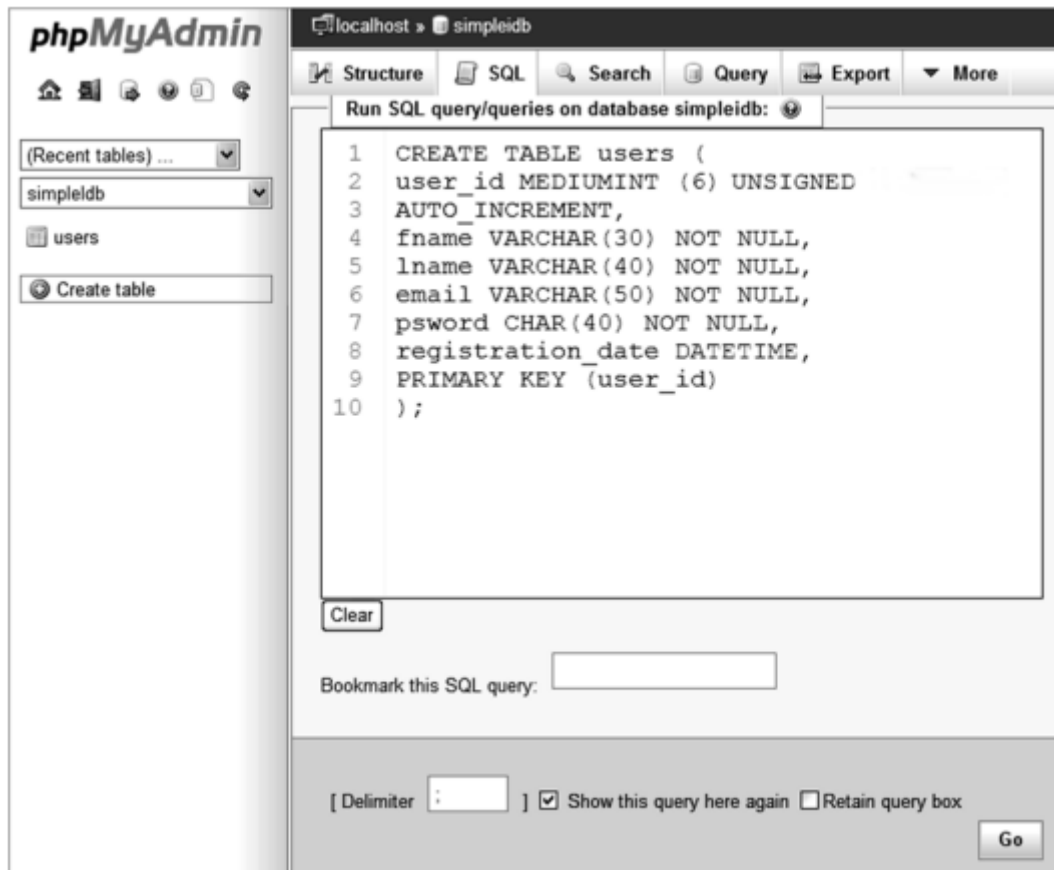 phpMyAdmin
(Recent tables) ...
simpleldb
users
Create table
localhost » simpleidb
Structure SQL Search Query Export More
Run SQL query/queries on database simpleidb:
1 CREATE TABLE users (
2 user_id MEDIUMINT (6) UNSIGNED
3 AUTO_INCREMENT,
4 fname VARCHAR(30) NOT NULL,
5 lname VARCHAR(40) NOT NULL,
6 email VARCHAR(50) NOT NULL,
7 psword CHAR(40) NOT NULL,
8 registration_date DATETIME,
9 PRIMARY KEY (user_id)
10 );
Clear
Bookmark this SQL query:
[ Delimiter ; ] Show this query here again Retain query box
Go